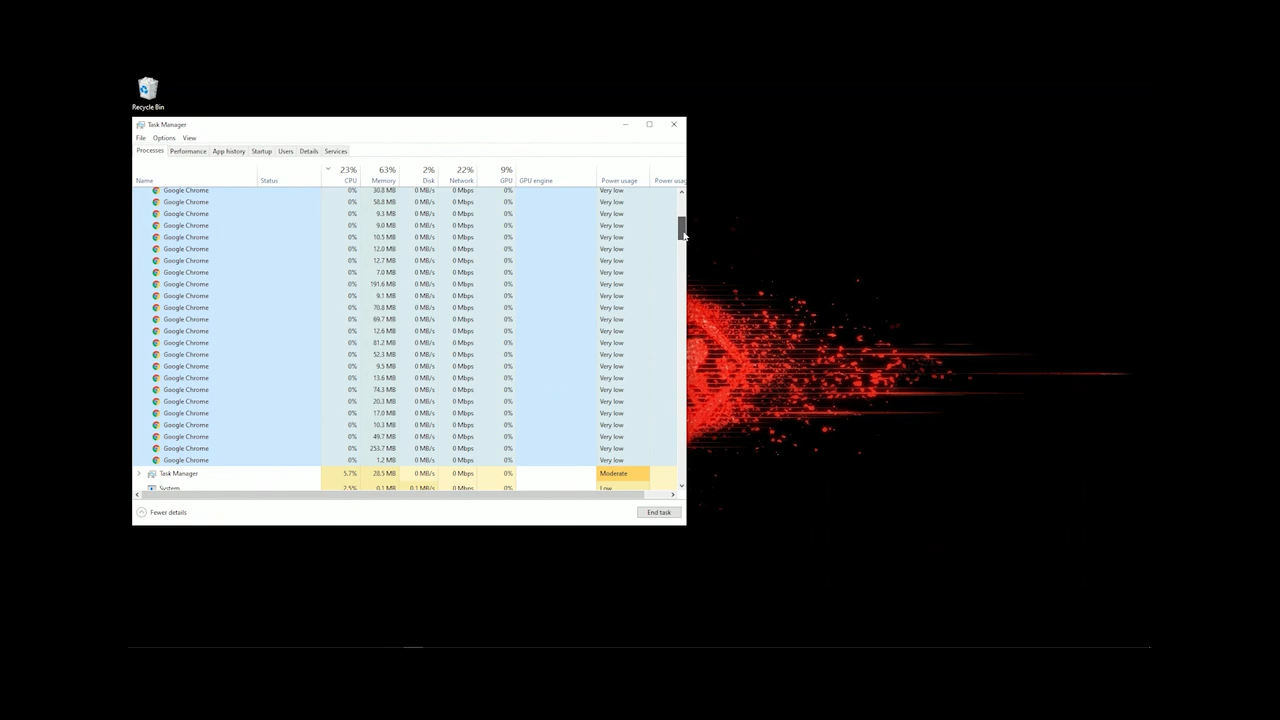 Recycle Bin
Task Manager
File Options View
Processes Performance App history Startup Users Details Services
23% 63% 2% 22% 9%
Name Status CPU Memory Disk Network GPU GPU engine Power usage Power usag
Google Chrome 0% 30.8 MB 0 MB/s 0 Mbps 0% Very low
Google Chrome 0% 58.8 MB 0 MB/s 0 Mbps 0% Very low
Google Chrome 0% 9.3 MB 0 MB/s 0 Mbps 0% Very low
Google Chrome 0% 9.0 MB 0 MB/s 0 Mbps 0% Very low
Google Chrome 0% 10.5 MB 0 MB/s 0 Mbps 0% Very low
Google Chrome 0% 12.0 MB 0 MB/s 0 Mbps 0% Very low
Google Chrome 0% 12.7 MB 0 MB/s 0 Mbps 0% Very low
Google Chrome 0% 7.0 MB 0 MB/s 0 Mbps 0% Very low
Google Chrome 0% 191.6 MB 0 MB/s 0 Mbps 0% Very low
Google Chrome 0% 9.1 MB 0 MB/s 0 Mbps 0% Very low
Google Chrome 0% 70.8 MB 0 MB/s 0 Mbps 0% Very low
Google Chrome 0% 69.7 MB 0 MB/s 0 Mbps 0% Very low
Google Chrome 0% 12.6 MB 0 MB/s 0 Mbps 0% Very low
Google Chrome 0% 81.2 MB 0 MB/s 0 Mbps 0% Very low
Google Chrome 0% 52.3 MB 0 MB/s 0 Mbps 0% Very low
Google Chrome 0% 9.5 MB 0 MB/s 0 Mbps 0% Very low
Google Chrome 0% 13.6 MB 0 MB/s 0 Mbps 0% Very low
Google Chrome 0% 74.3 MB 0 MB/s 0 Mbps 0% Very low
Google Chrome 0% 20.3 MB 0 MB/s 0 Mbps 0% Very low
Google Chrome 0% 17.0 MB 0 MB/s 0 Mbps 0% Very low
Google Chrome 0% 10.3 MB 0 MB/s 0 Mbps 0% Very low
Google Chrome 0% 49.7 MB 0 MB/s 0 Mbps 0% Very low
Google Chrome 0% 253.7 MB 0 MB/s 0 Mbps 0% Very low
Google Chrome 0% 1.2 MB 0 MB/s 0 Mbps 0% Very low
Task Manager 5.7% 28.5 MB 0 MB/s 0 Mbps 0% Moderate
System 2.5% 0.1 MB 0.1 MB/s 0 Mbps 0% Low
Fewer details End task